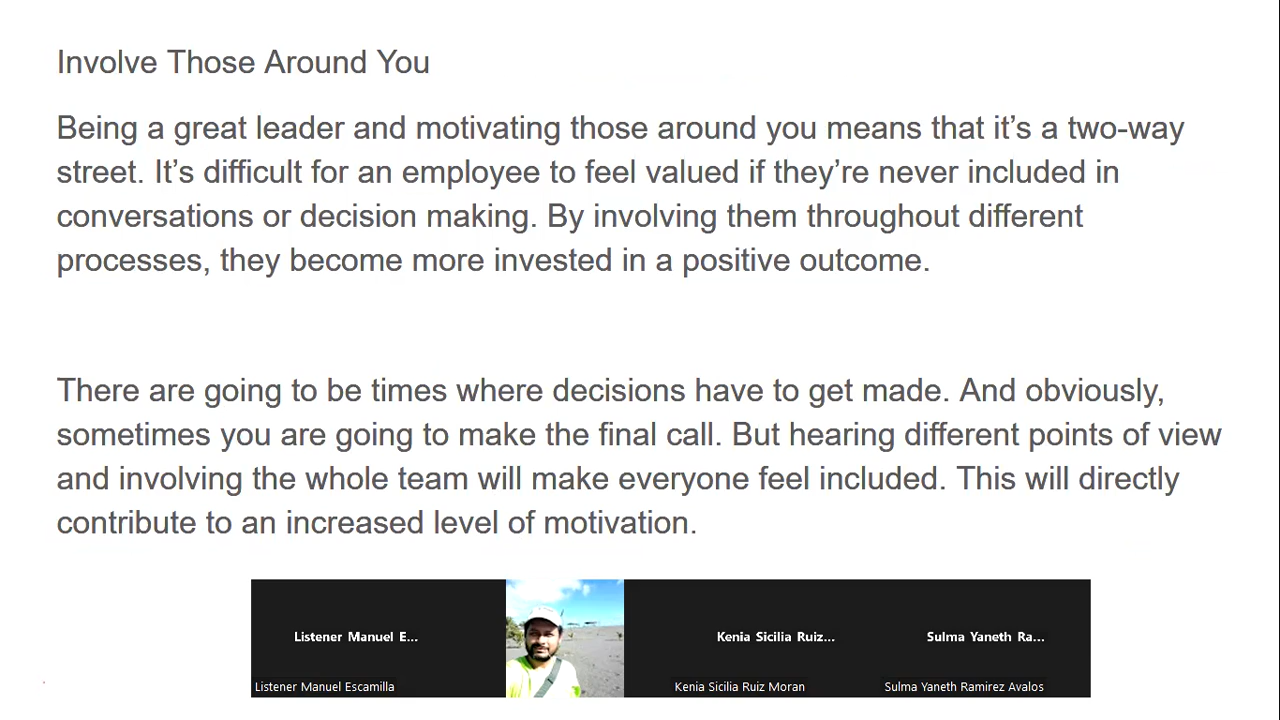 Involve Those Around You
Being a great leader and motivating those around you means that it’s a two-way
street. It’s difficult for an employee to feel valued if they’re never included in
conversations or decision making. By involving them throughout different
processes, they become more invested in a positive outcome.
There are going to be times where decisions have to get made. And obviously,
sometimes you are going to make the final call. But hearing different points of view
and involving the whole team will make everyone feel included. This will directly
contribute to an increased level of motivation.
Listener Manuel E...
Kenia Sicilia Ruiz...
Sulma Yaneth Ra...
Listener Manuel Escamilla
Kenia Sicilia Ruiz Moran
Sulma Yaneth Ramirez Avalos